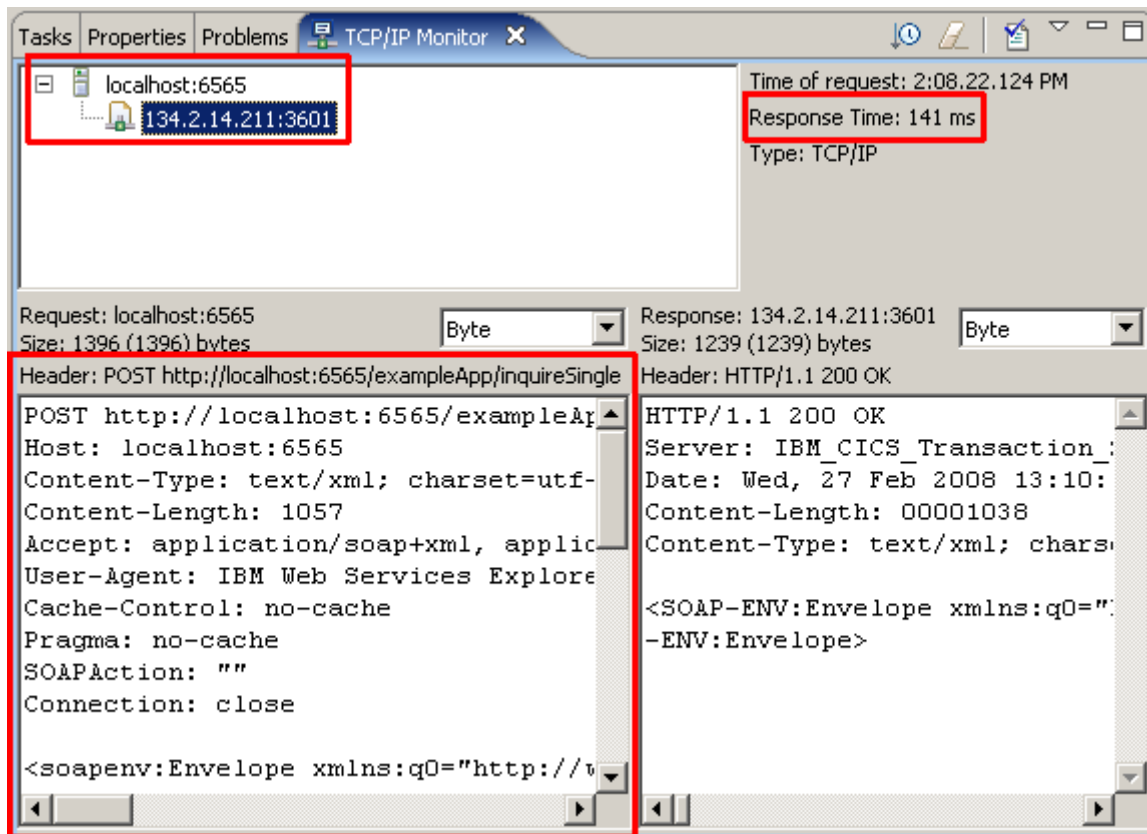 Tasks Properties Problems TCP/IP Monitor
localhost:6565
134.2.14.211:3601
Time of request: 2:08.22.124 PM
Response Time: 141 ms
Type: TCP/IP
Request: localhost:6565
Size: 1396 (1396) bytes
Byte
Response: 134.2.14.211:3601
Size: 1239 (1239) bytes
Byte
Header: POST http://localhost:6565/exampleApp/inquireSingle
POST http://localhost:6565/exampleAp
Host: localhost:6565
Content-Type: text/xml; charset=utf-
Content-Length: 1057
Accept: application/soap+xml, applic
User-Agent: IBM Web Services Explore
Cache-Control: no-cache
Pragma: no-cache
SOAPAction: ""
Connection: close
<soapenv:Envelope xmlns:q0="http://w
Header: HTTP/1.1 200 OK
HTTP/1.1 200 OK
Server: IBM_CICS_Transaction_
Date: Wed, 27 Feb 2008 13:10:
Content-Length: 00001038
Content-Type: text/xml; chars
<SOAP-ENV:Envelope xmlns:q0="
-ENV:Envelope>